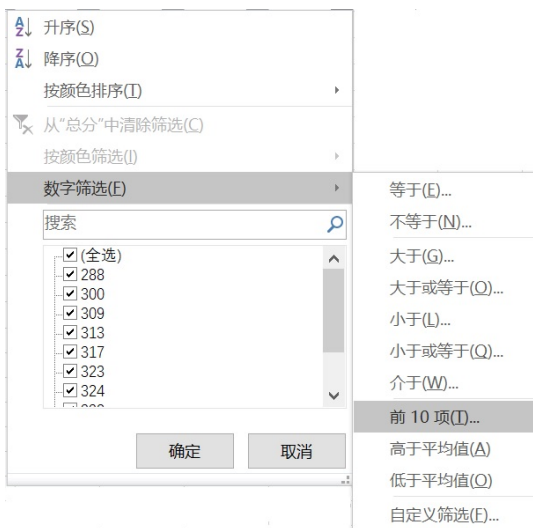 升序(S)
降序(O)
按颜色排序(T)
从“总分”中清除筛选(C)
按颜色筛选(I)
数字筛选(F)
搜索
(全选)
288
300
309
313
317
323
324
确定
取消
等于(E)...
不等于(N)...
大于(G)...
大于或等于(O)...
小于(L)...
小于或等于(Q)...
介于(W)...
前 10 项(T)...
高于平均值(A)
低于平均值(O)
自定义筛选(F)...